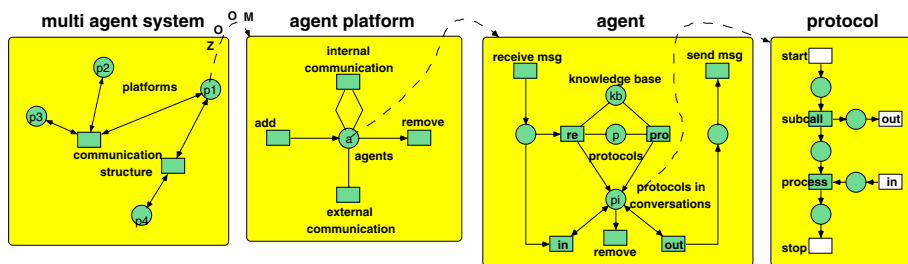 multi agent system
agent platform
agent
protocol
Z O O M
p2
platforms
p1
p3
communication
structure
p4
internal
communication
add
a
remove
agents
external
communication
receive msg
send msg
knowledge base
kb
re
p
pro
protocols
pi
protocols in
conversations
in
remove
out
start
subcall
out
process
in
stop